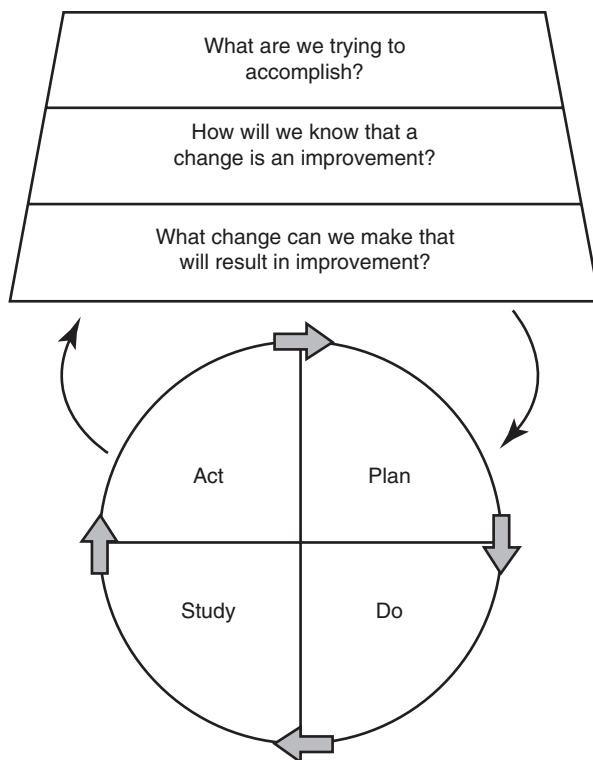 What are we trying to
accomplish?
How will we know that a
change is an improvement?
What change can we make that
will result in improvement?
Act
Plan
Study
Do